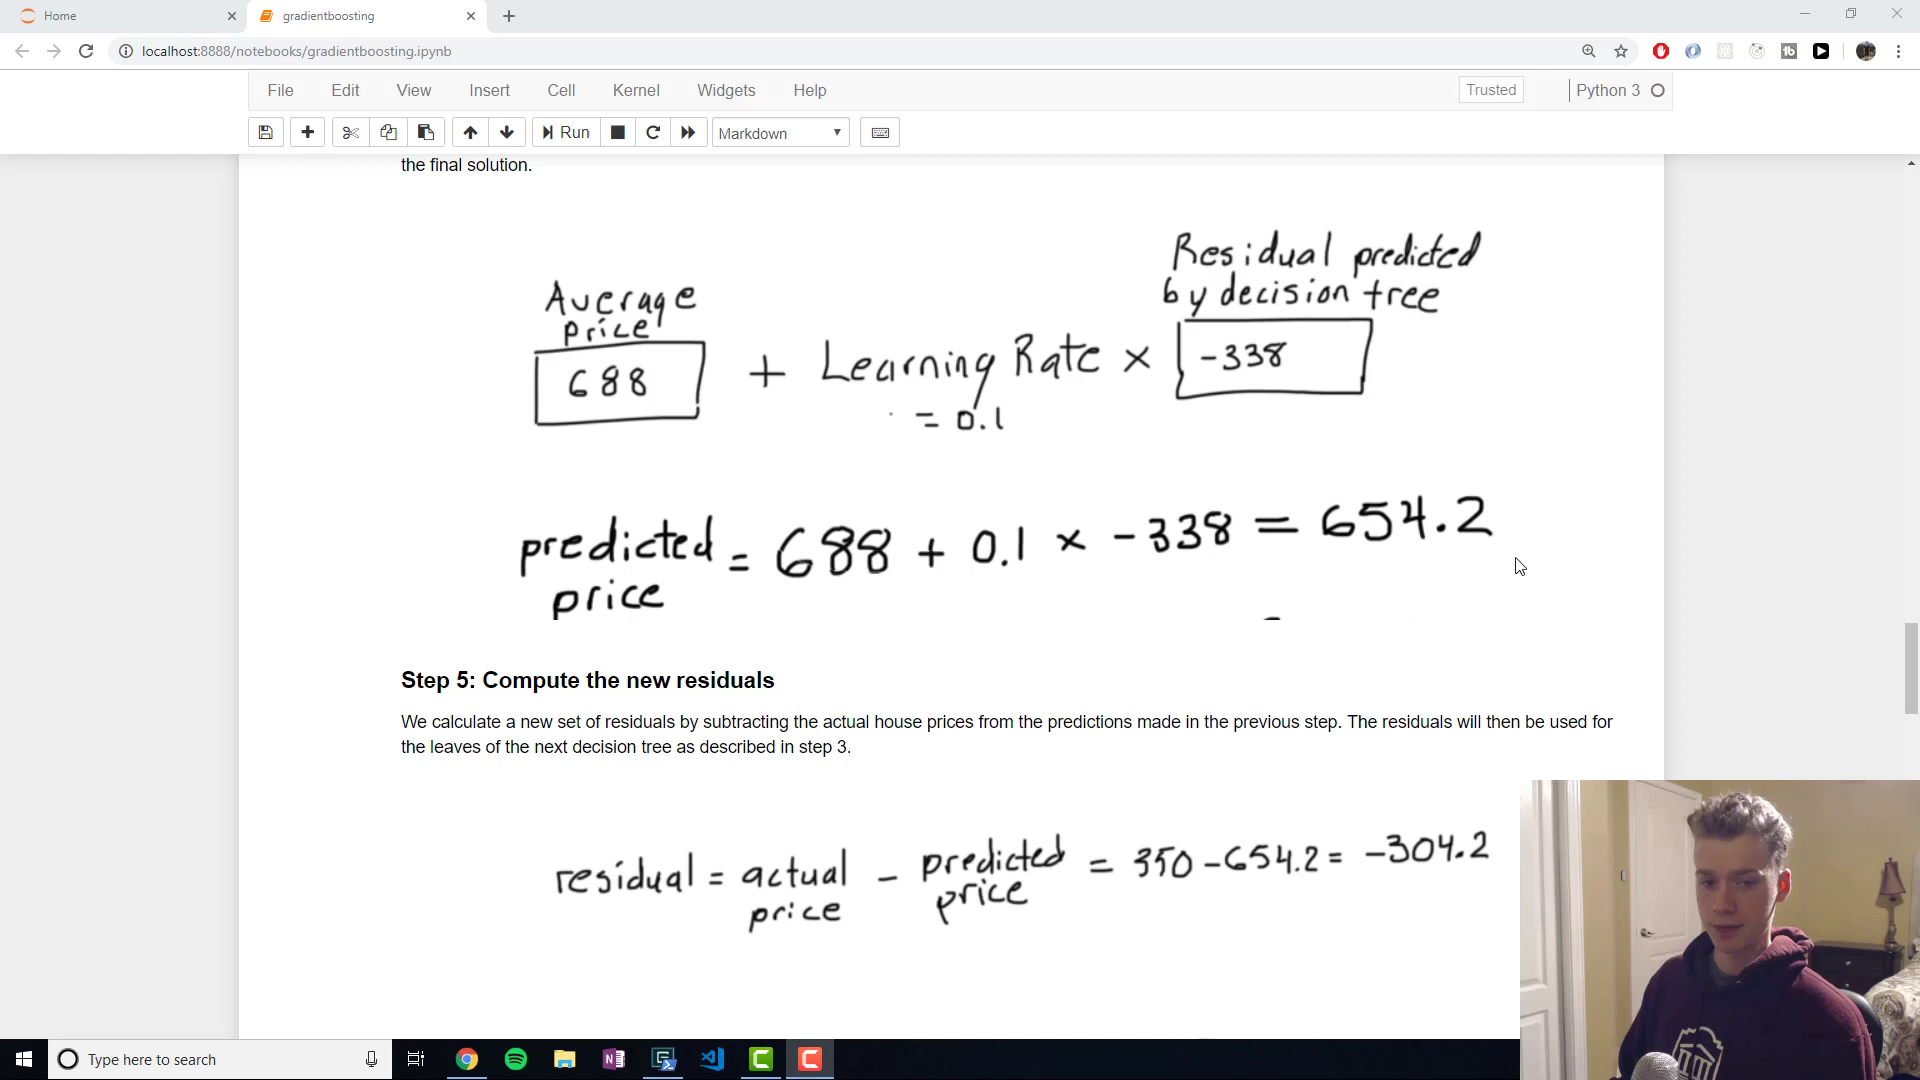 Home
gradientboosting
localhost:8888/notebooks/gradientboosting.ipynb
File Edit View Insert Cell Kernel Widgets Help Trusted Python 3
Run Markdown
the final solution.
Residual predicted
by decision tree
Average
price
688 + Learning Rate × -338
= 0.1
predicted = 688 + 0.1 × -338 = 654.2
price
Step 5: Compute the new residuals
We calculate a new set of residuals by subtracting the actual house prices from the predictions made in the previous step. The residuals will then be used for
the leaves of the next decision tree as described in step 3.
residual = actual - predicted = 350 - 654.2 = -304.2
price price
Type here to search